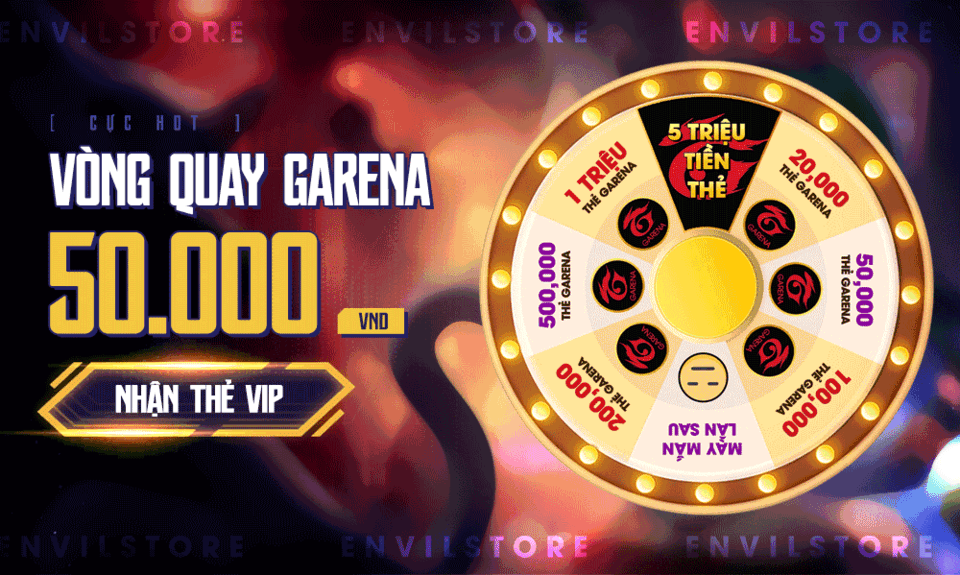 ENVILSTORE ENVILSTORE ENVILSTORE
[ CỰC HOT ]
VÒNG QUAY GARENA
50.000
VND
NHẬN THẺ VIP
5 TRIỆU
TIỀN
THẺ
20,000
THẺ GARENA
GARENA
50,000
THẺ GARENA
GARENA
100,000
THẺ GARENA
GARENA
MAY MẮN
LẦN SAU
200,000
THẺ GARENA
GARENA
500,000
THẺ GARENA
GARENA
1 TRIỆU
THẺ GARENA
GARENA
ENVILSTORE ENVILSTORE ENVILSTORE